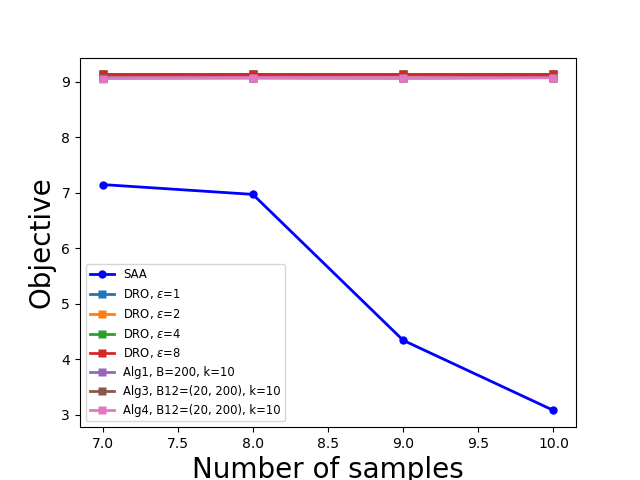 9
8
7
6
5
4
3
Objective
SAA
DRO, ε=1
DRO, ε=2
DRO, ε=4
DRO, ε=8
Alg1, B=200, k=10
Alg3, B12=(20, 200), k=10
Alg4, B12=(20, 200), k=10
7.0 7.5 8.0 8.5 9.0 9.5 10.0
Number of samples